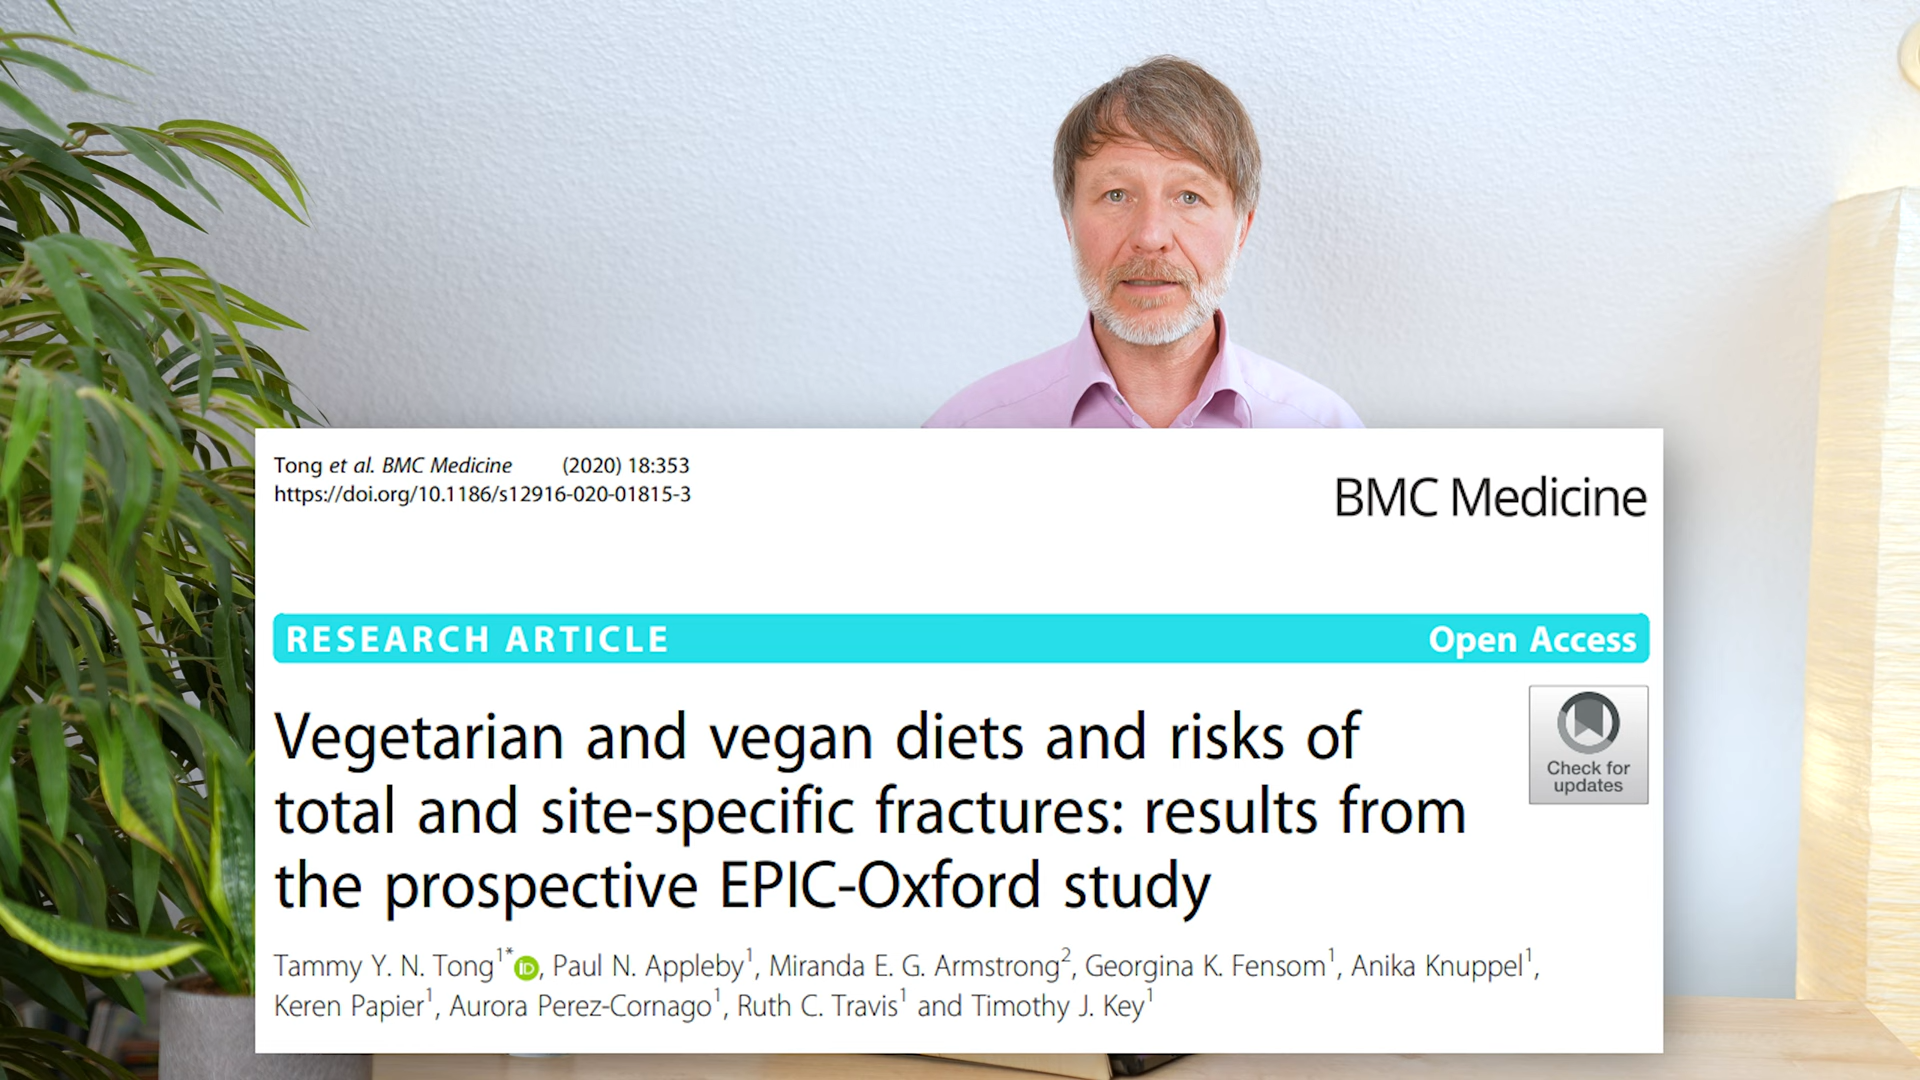 Tong et al. BMC Medicine (2020) 18:353
https://doi.org/10.1186/s12916-020-01815-3
BMC Medicine
RESEARCH ARTICLE Open Access
Vegetarian and vegan diets and risks of
total and site-specific fractures: results from
the prospective EPIC-Oxford study
Check for
updates
Tammy Y. N. Tong1* iD, Paul N. Appleby1, Miranda E. G. Armstrong2, Georgina K. Fensom1, Anika Knuppel1,
Keren Papier1, Aurora Perez-Cornago1, Ruth C. Travis1 and Timothy J. Key1